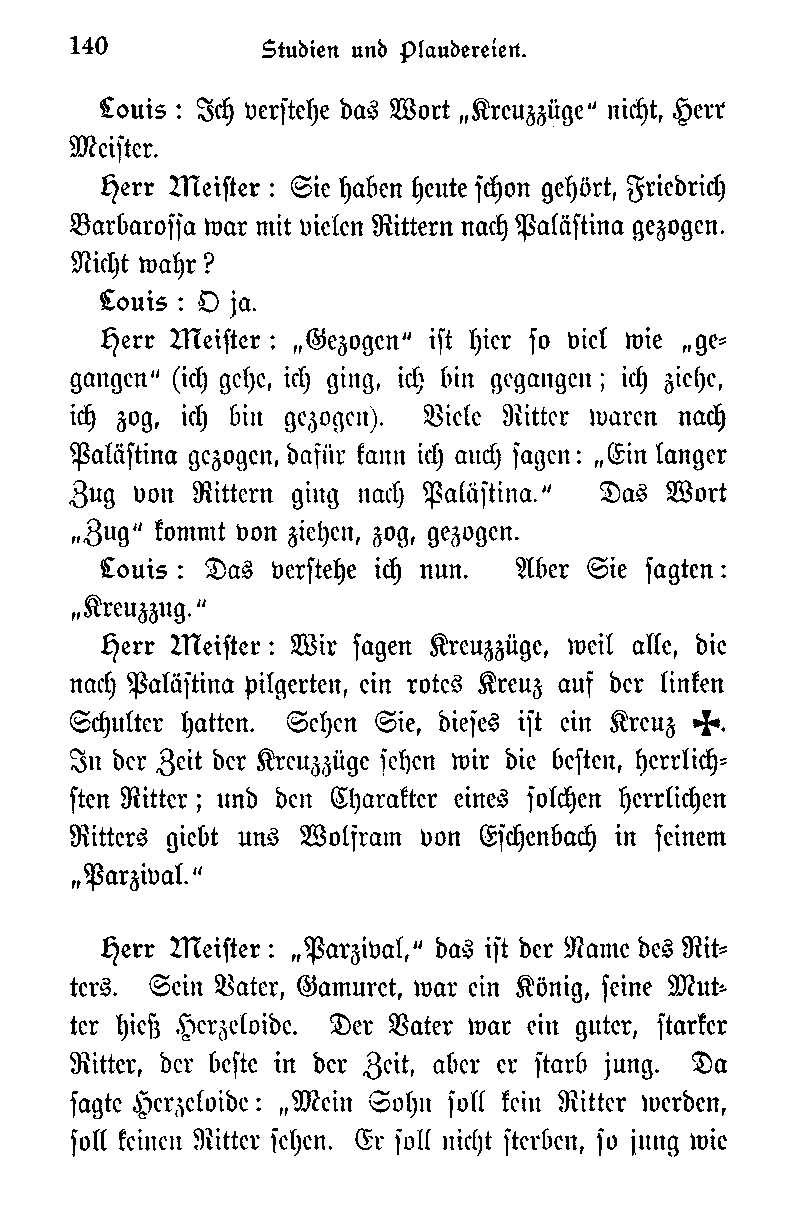 140 Studien und Plaudereien.
Louis : Ich verstehe das Wort „Kreuzzüge“ nicht, Herr
Meister.
Herr Meister : Sie haben heute schon gehört, Friedrich
Barbarossa war mit vielen Rittern nach Palästina gezogen.
Nicht wahr ?
Louis : O ja.
Herr Meister : „Gezogen“ ist hier so viel wie „ge-
gangen“ (ich gehe, ich ging, ich bin gegangen ; ich ziehe,
ich zog, ich bin gezogen). Viele Ritter waren nach
Palästina gezogen, dafür kann ich auch sagen : „Ein langer
Zug von Rittern ging nach Palästina.“ Das Wort
„Zug“ kommt von ziehen, zog, gezogen.
Louis : Das verstehe ich nun. Aber Sie sagten :
„Kreuzzug.“
Herr Meister : Wir sagen Kreuzzüge, weil alle, die
nach Palästina pilgerten, ein rotes Kreuz auf der linken
Schulter hatten. Sehen Sie, dieses ist ein Kreuz ✠.
In der Zeit der Kreuzzüge sehen wir die besten, herrlich-
sten Ritter ; und den Charakter eines solchen herrlichen
Ritters giebt uns Wolfram von Eschenbach in seinem
„Parzival.“
Herr Meister : „Parzival,“ das ist der Name des Rit-
ters. Sein Vater, Gamuret, war ein König, seine Mut-
ter hieß Herzeloide. Der Vater war ein guter, starker
Ritter, der beste in der Zeit, aber er starb jung. Da
sagte Herzeloide : „Mein Sohn soll kein Ritter werden,
soll keinen Ritter sehen. Er soll nicht sterben, so jung wie